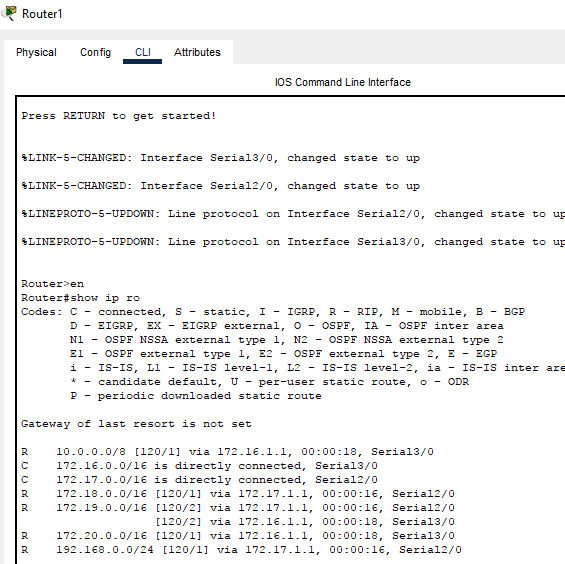 Router1
Physical Config CLI Attributes
IOS Command Line Interface
Press RETURN to get started!
%LINK-5-CHANGED: Interface Serial3/0, changed state to up
%LINK-5-CHANGED: Interface Serial2/0, changed state to up
%LINEPROTO-5-UPDOWN: Line protocol on Interface Serial2/0, changed state to up
%LINEPROTO-5-UPDOWN: Line protocol on Interface Serial3/0, changed state to up
Router>en
Router#show ip ro
Codes: C - connected, S - static, I - IGRP, R - RIP, M - mobile, B - BGP
D - EIGRP, EX - EIGRP external, O - OSPF, IA - OSPF inter area
N1 - OSPF NSSA external type 1, N2 - OSPF NSSA external type 2
E1 - OSPF external type 1, E2 - OSPF external type 2, E - EGP
i - IS-IS, L1 - IS-IS level-1, L2 - IS-IS level-2, ia - IS-IS inter are
* - candidate default, U - per-user static route, o - ODR
P - periodic downloaded static route
Gateway of last resort is not set
R 10.0.0.0/8 [120/1] via 172.16.1.1, 00:00:18, Serial3/0
C 172.16.0.0/16 is directly connected, Serial3/0
C 172.17.0.0/16 is directly connected, Serial2/0
R 172.18.0.0/16 [120/1] via 172.17.1.1, 00:00:16, Serial2/0
R 172.19.0.0/16 [120/2] via 172.17.1.1, 00:00:16, Serial2/0
[120/2] via 172.16.1.1, 00:00:18, Serial3/0
R 172.20.0.0/16 [120/1] via 172.16.1.1, 00:00:18, Serial3/0
R 192.168.0.0/24 [120/1] via 172.17.1.1, 00:00:16, Serial2/0